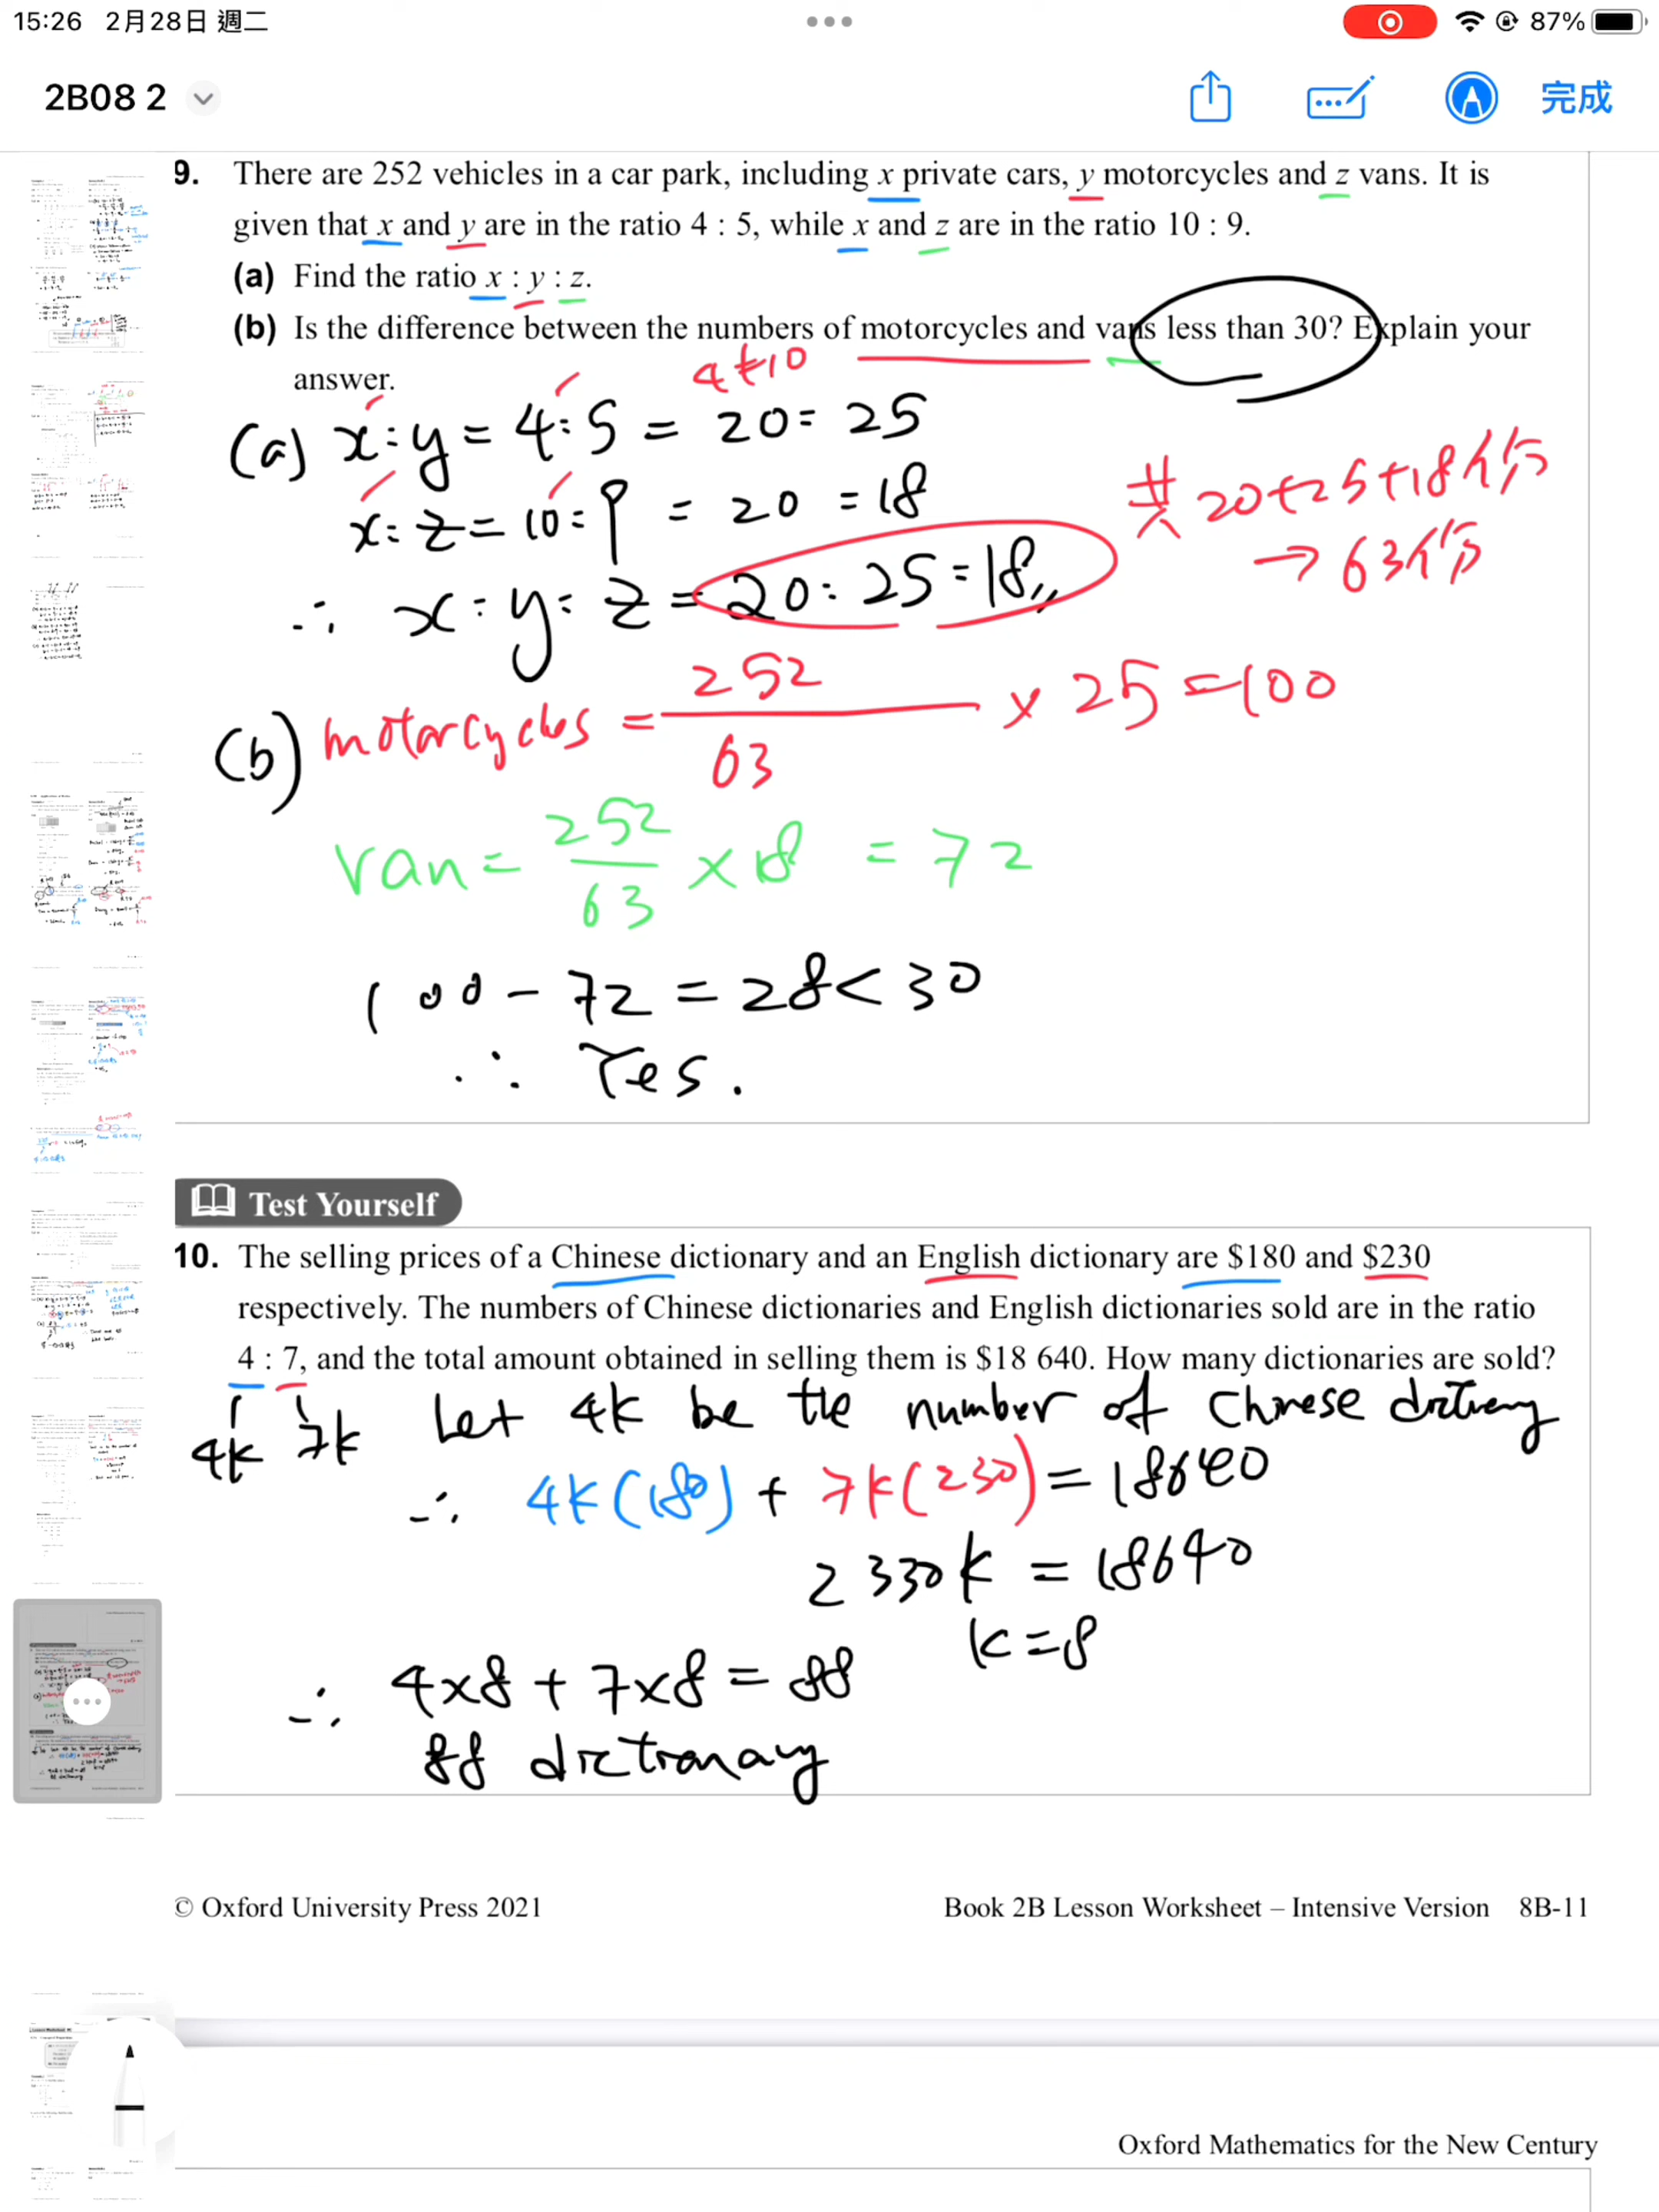 15:26 2月28日 週二
87%
2B08 2
完成
9. There are 252 vehicles in a car park, including x private cars, y motorcycles and z vans. It is
given that x and y are in the ratio 4 : 5, while x and z are in the ratio 10 : 9.
(a) Find the ratio x : y : z.
(b) Is the difference between the numbers of motorcycles and vans less than 30? Explain your
answer.
4 10
(a) x:y = 4:5 = 20:25
x:z = 10:9 = 20:18
∴ x:y:z = 20:25:18
共 20+25+18份
→ 63份
(b) motorcycles = 252/63 × 25 = 100
van = 252/63 × 18 = 72
100 - 72 = 28 < 30
∴ Yes.
Test Yourself
10. The selling prices of a Chinese dictionary and an English dictionary are $180 and $230
respectively. The numbers of Chinese dictionaries and English dictionaries sold are in the ratio
4 : 7, and the total amount obtained in selling them is $18 640. How many dictionaries are sold?
4k 7k Let 4k be the number of Chinese
∴ 4k(180) + 7k(230) = 18640
2330k = 18640
k = 8
∴ 4×8 + 7×8 = 88
88 dictionary
© Oxford University Press 2021
Book 2B Lesson Worksheet – Intensive Version 8B-11
Oxford Mathematics for the New Century